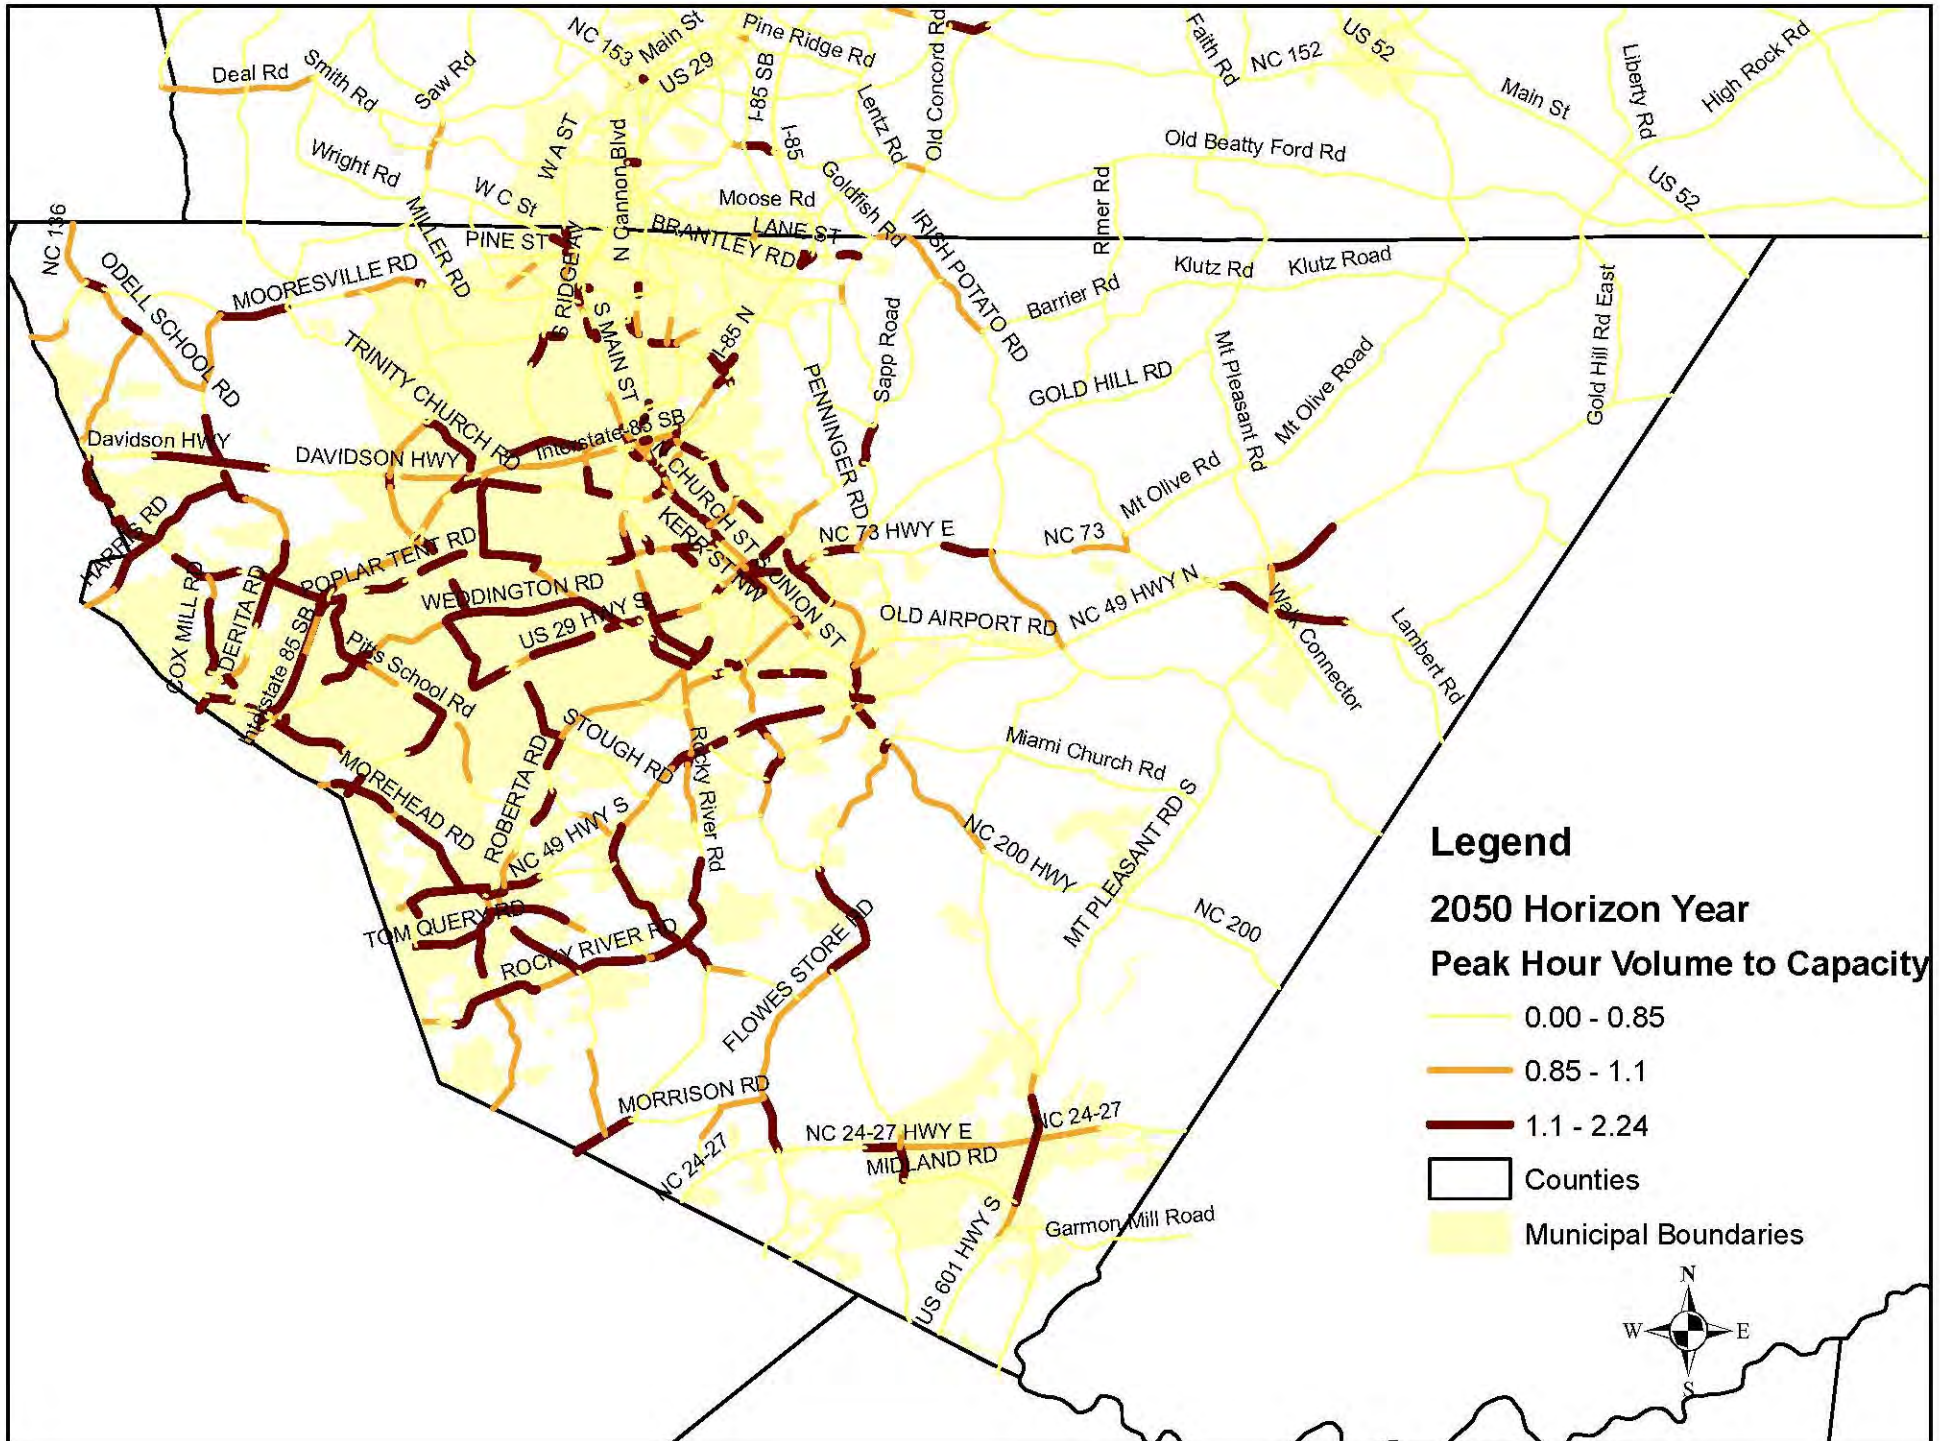 NC 153
Main St
US 29
Pine Ridge Rd
I-85 SB
Old Concord Rd
Faith Rd
NC 152
US 52
Liberty Rd
High Rock Rd
Deal Rd
Smith Rd
Saw Rd
Main St
W A ST
N Cannon Blvd
I-85
Lentz Rd
Old Beatty Ford Rd
Wright Rd
W C St
Moose Rd
Goldfish Rd
Rimer Rd
US 52
NC 136
MILLER RD
PINE ST
BRANTLEY RD
LANE ST
IRISH POTATO RD
ODELL SCHOOL RD
MOORESVILLE RD
S RIDGE AV
Klutz Rd
Klutz Road
Barrier Rd
Gold Hill Rd East
S MAIN ST
I-85 N
Sapp Road
TRINITY CHURCH RD
PENNINGER RD
Mt Pleasant Rd
Mt Olive Road
GOLD HILL RD
Davidson HWY
DAVIDSON HWY
Interstate-85 SB
N CHURCH ST
Mt Olive Rd
HARRIS RD
KERR ST NW
NC 73 HWY E
NC 73
POPLAR TENT RD
S UNION ST
COX MILL RD
DERITA RD
WEDDINGTON RD
US 29 HWY S
OLD AIRPORT RD
NC 49 HWY N
Walk Connector
Lambert Rd
Interstate 85 SB
Pitts School Rd
STOUGH RD
Rocky River Rd
Miami Church Rd
MOREHEAD RD
ROBERTA RD
NC 49 HWY S
NC 200 HWY
MT PLEASANT RD S
NC 200
TOM QUERY RD
ROCKY RIVER RD
FLOWES STORE RD
MORRISON RD
NC 24-27
NC 24-27 HWY E
NC 24-27
MIDLAND RD
US 601 HWY S
Garmon Mill Road
Legend
2050 Horizon Year
Peak Hour Volume to Capacity
0.00 - 0.85
0.85 - 1.1
1.1 - 2.24
Counties
Municipal Boundaries
N
W
E
S